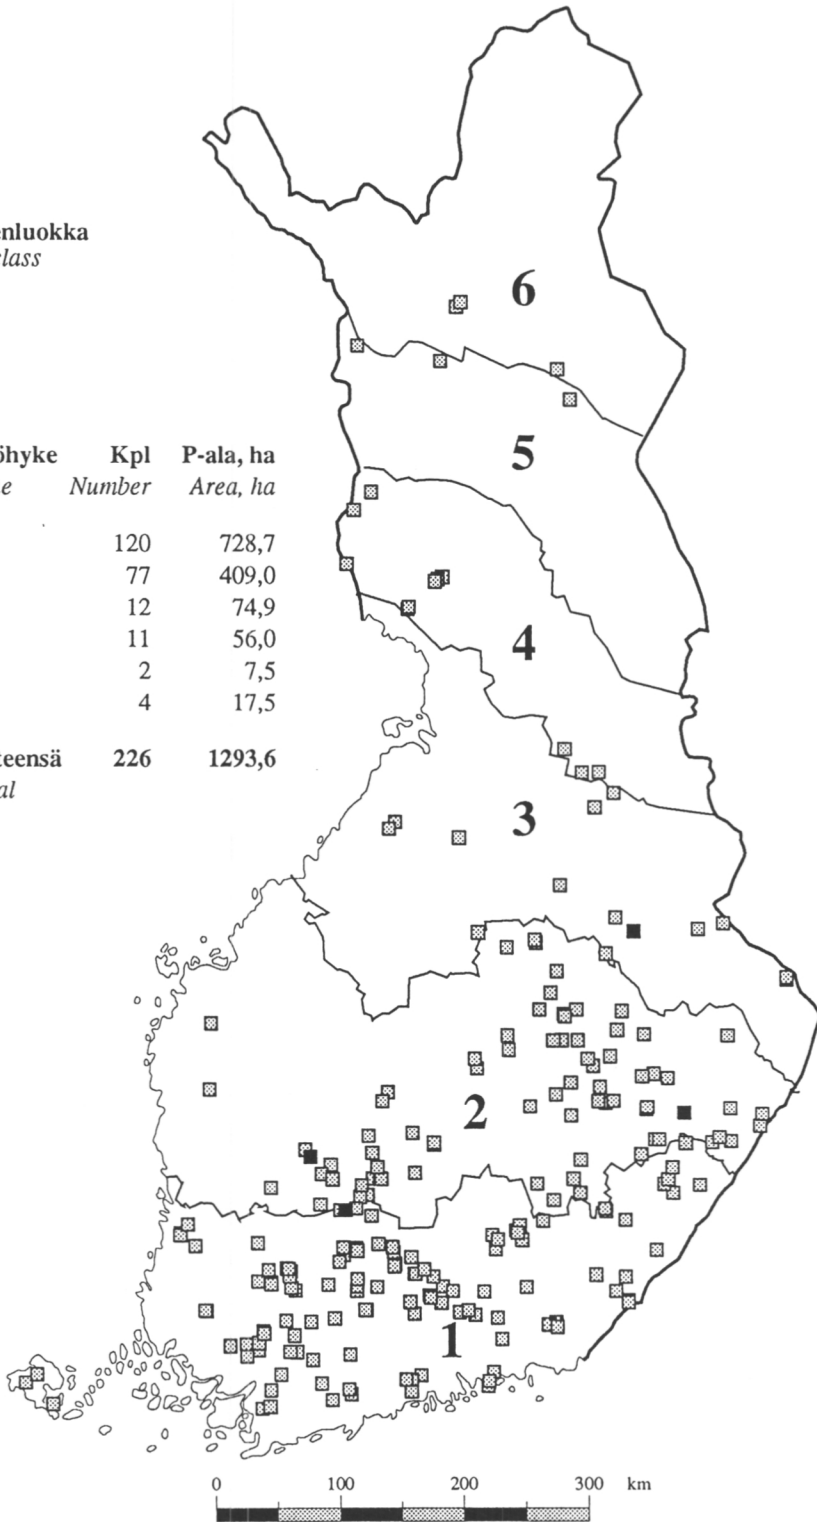 enluokka
class
öhyke Kpl P-ala, ha
e Number Area, ha
120 728,7
77 409,0
12 74,9
11 56,0
2 7,5
4 17,5
teensä 226 1293,6
al
6
5
4
3
2
1
0 100 200 300 km